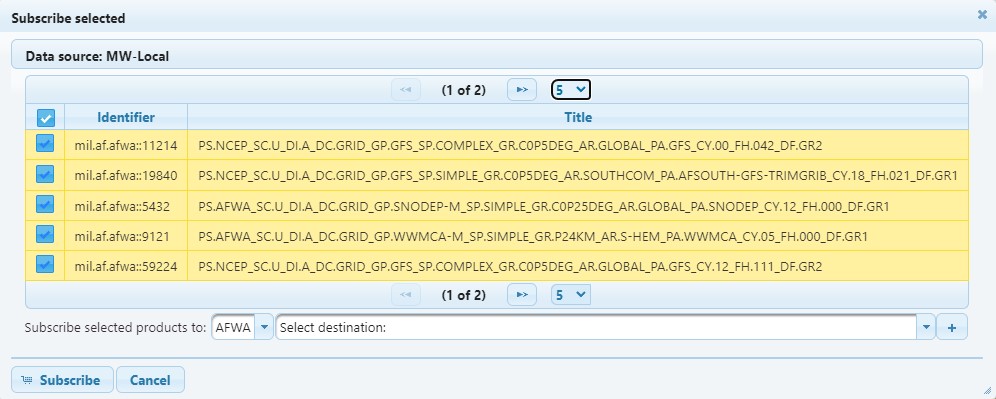 Subscribe selected
Data source: MW-Local
(1 of 2) 5
Identifier Title
mil.af.afwa::11214 PS.NCEP_SC.U_DI.A_DC.GRID_GP.GFS_SP.COMPLEX_GR.C0P5DEG_AR.GLOBAL_PA.GFS_CY.00_FH.042_DF.GR2
mil.af.afwa::19840 PS.NCEP_SC.U_DI.A_DC.GRID_GP.GFS_SP.SIMPLE_GR.C0P5DEG_AR.SOUTHCOM_PA.AFSOUTH-GFS-TRIMGRIB_CY.18_FH.021_DF.GR1
mil.af.afwa::5432 PS.AFWA_SC.U_DI.A_DC.GRID_GP.SNODEP-M_SP.SIMPLE_GR.C0P25DEG_AR.GLOBAL_PA.SNODEP_CY.12_FH.000_DF.GR1
mil.af.afwa::9121 PS.AFWA_SC.U_DI.A_DC.GRID_GP.WWMCA-M_SP.SIMPLE_GR.P24KM_AR.S-HEM_PA.WWMCA_CY.05_FH.000_DF.GR1
mil.af.afwa::59224 PS.NCEP_SC.U_DI.A_DC.GRID_GP.GFS_SP.COMPLEX_GR.C0P5DEG_AR.GLOBAL_PA.GFS_CY.12_FH.111_DF.GR2
(1 of 2) 5
Subscribe selected products to: AFWA Select destination:
Subscribe Cancel